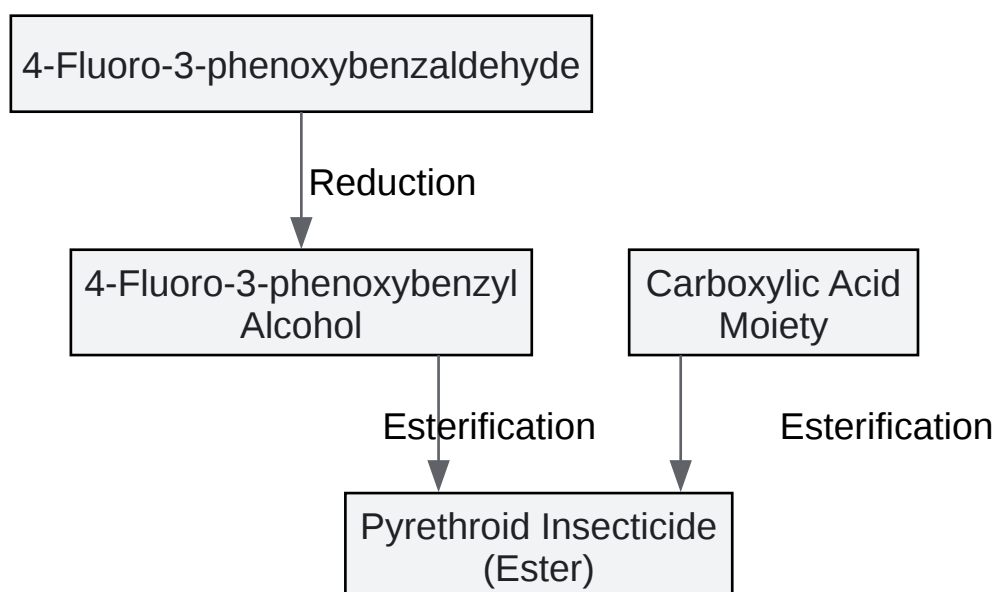 4-Fluoro-3-phenoxybenzaldehyde
Reduction
4-Fluoro-3-phenoxybenzyl
Alcohol
Carboxylic Acid
Moiety
Esterification
Esterification
Pyrethroid Insecticide
(Ester)